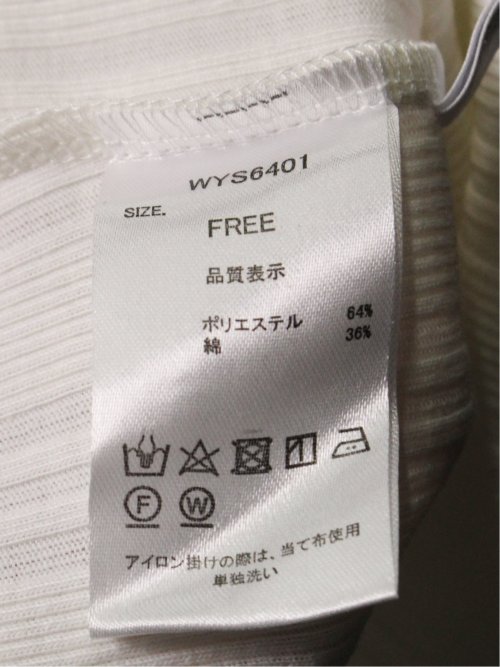 WYS6401
SIZE.
FREE
品質表示
ポリエステル 64%
綿 36%
F W
アイロン掛けの際は、当て布使用
単独洗い